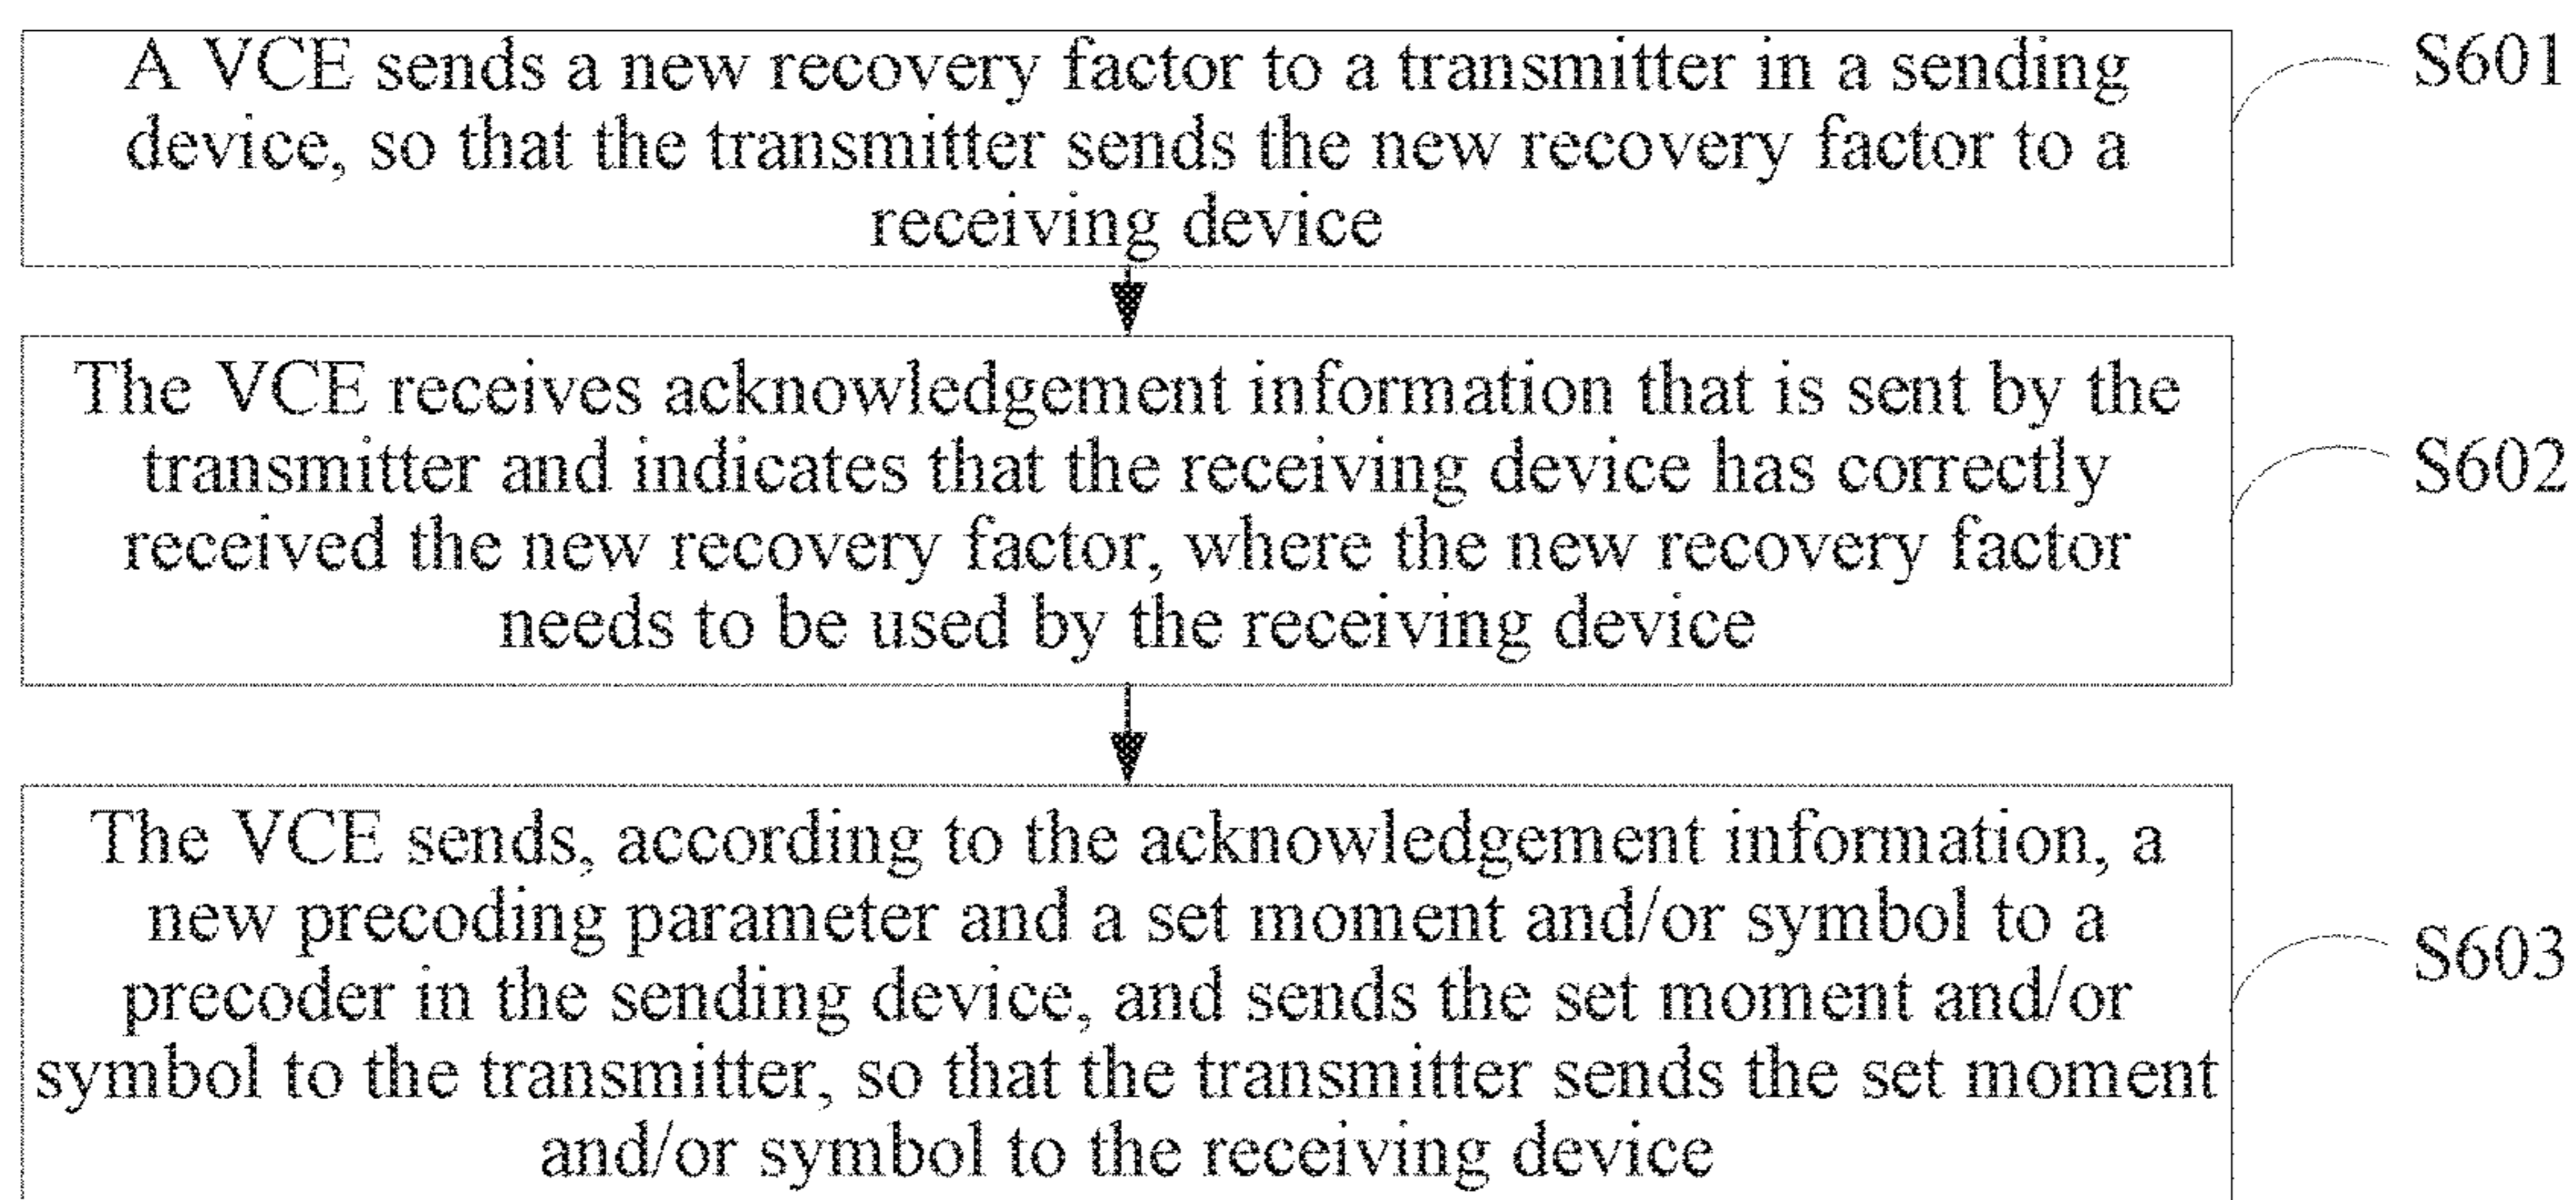 A VCE sends a new recovery factor to a transmitter in a sending
device, so that the transmitter sends the new recovery factor to a
receiving device
S601
The VCE receives acknowledgement information that is sent by the
transmitter and indicates that the receiving device has correctly
received the new recovery factor, where the new recovery factor
needs to be used by the receiving device
S602
The VCE sends, according to the acknowledgement information, a
new precoding parameter and a set moment and/or symbol to a
precoder in the sending device, and sends the set moment and/or
symbol to the transmitter, so that the transmitter sends the set moment
and/or symbol to the receiving device
S603